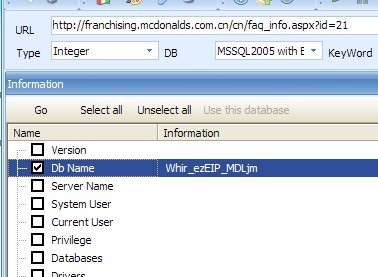 URL http://franchising.mcdonalds.com.cn/cn/faq_info.aspx?id=21
Type Integer DB MSSQL2005 with E KeyWord
Information
Go Select all Unselect all Use this database
Name Information
Version
Db Name Whir_ezEIP_MDLjm
Server Name
System User
Current User
Privilege
Databases
Drivers